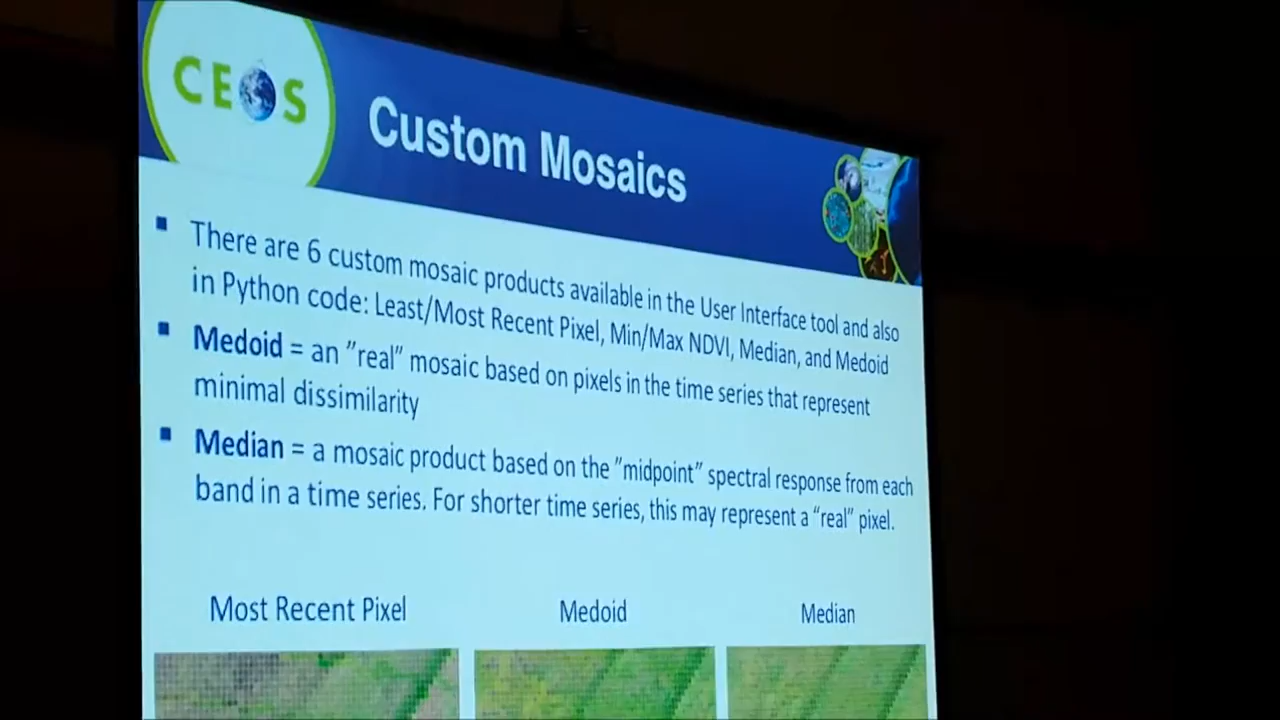 CEOS
Custom Mosaics
▪ There are 6 custom mosaic products available in the User Interface tool and also
in Python code: Least/Most Recent Pixel, Min/Max NDVI, Median, and Medoid
▪ Medoid = an ”real” mosaic based on pixels in the time series that represent
minimal dissimilarity
▪ Median = a mosaic product based on the ”midpoint” spectral response from each
band in a time series. For shorter time series, this may represent a “real” pixel.
Most Recent Pixel
Medoid
Median